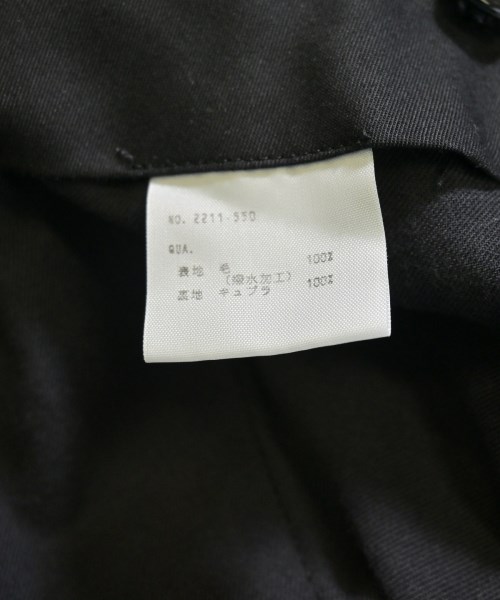 NO. 2211-550
QUA.
表地 毛 100%
(撥水加工)
裏地 キュプラ 100%